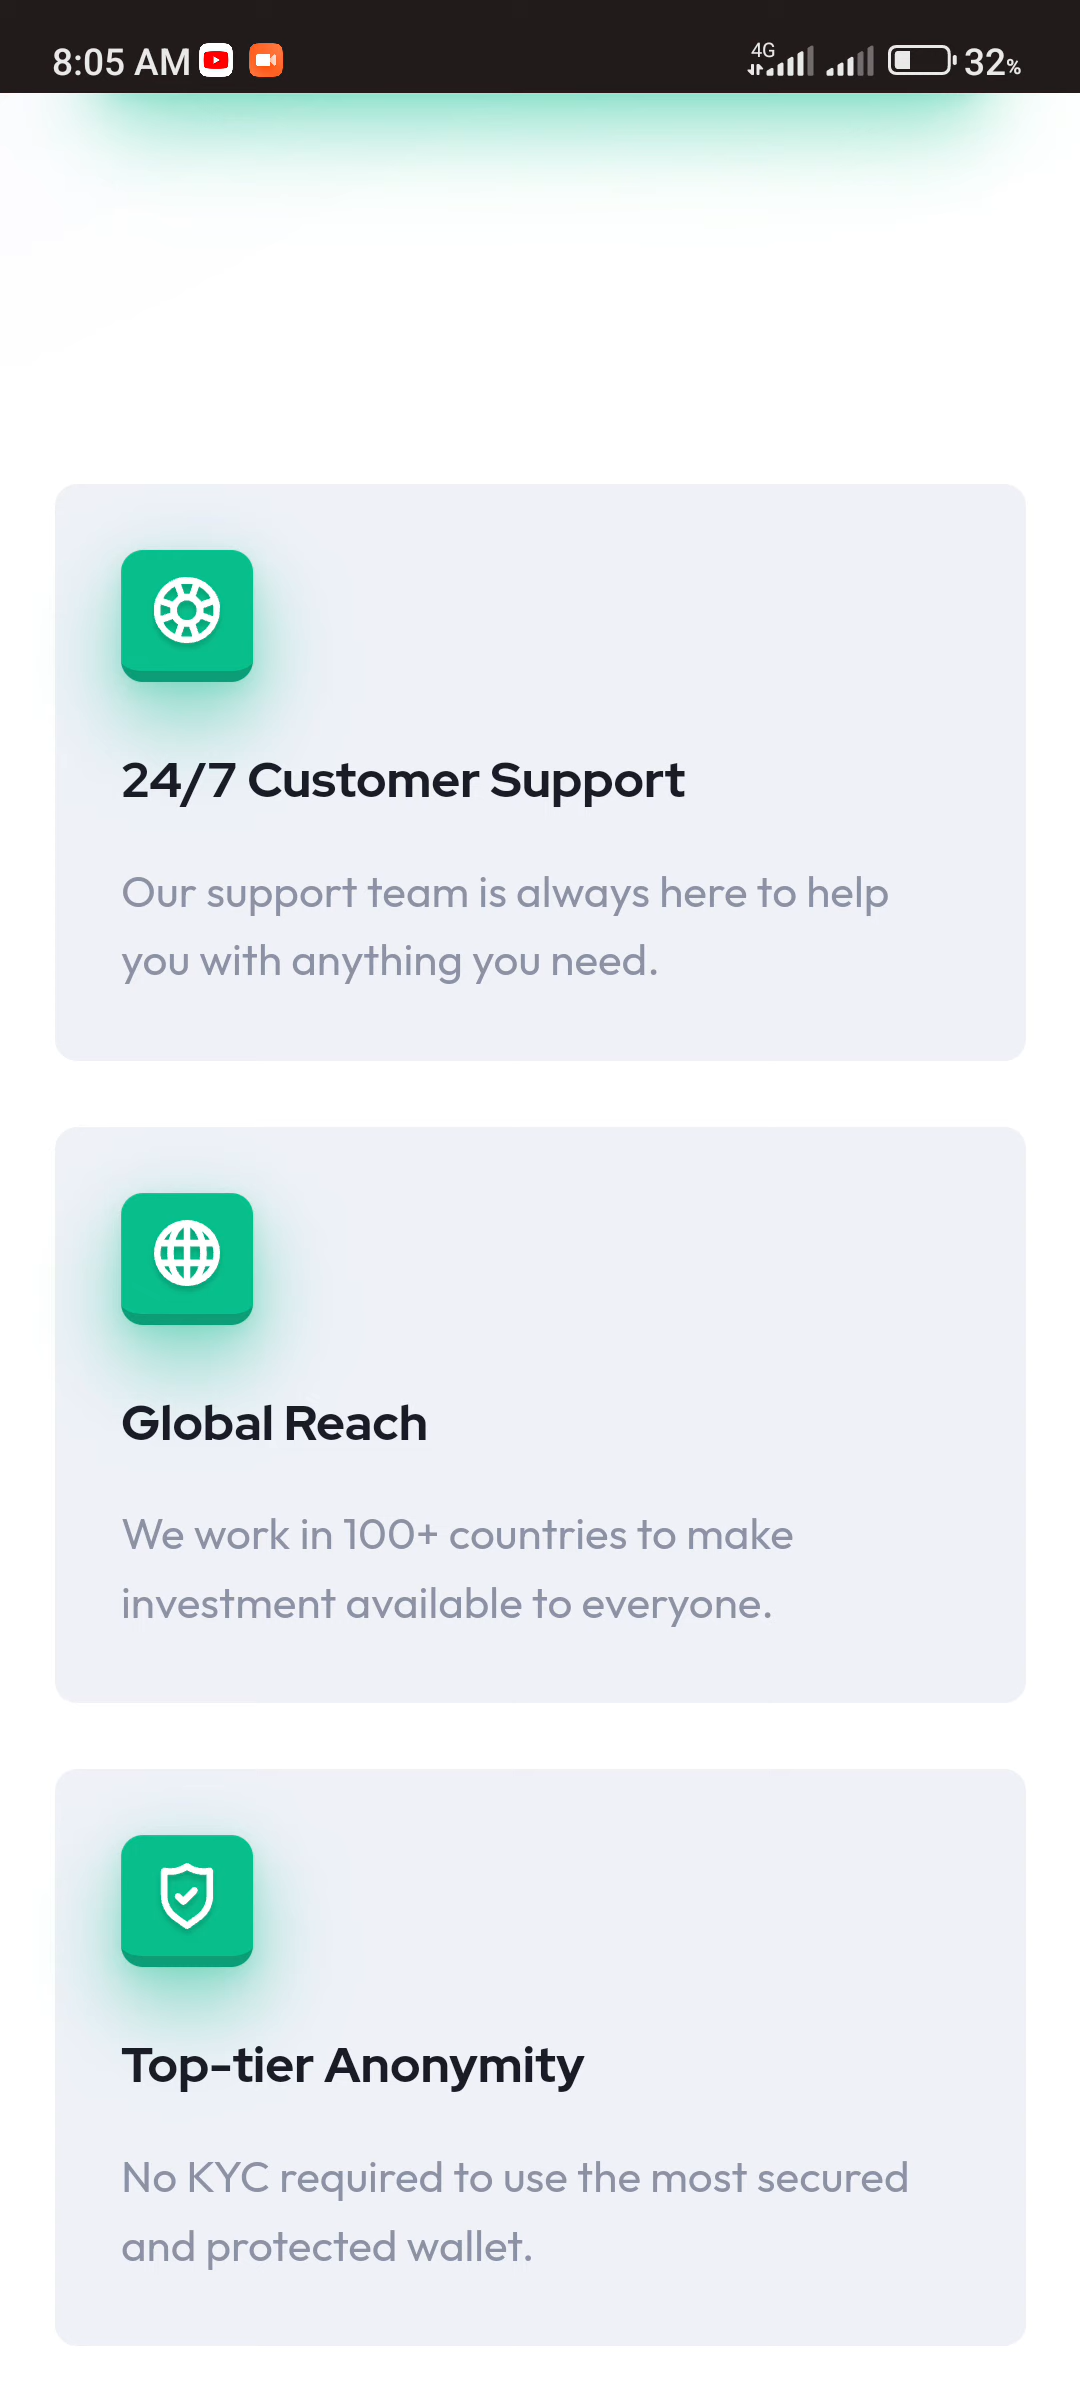 8:05 AM
4G
32%
24/7 Customer Support
Our support team is always here to help
you with anything you need.
Global Reach
We work in 100+ countries to make
investment available to everyone.
Top-tier Anonymity
No KYC required to use the most secured
and protected wallet.